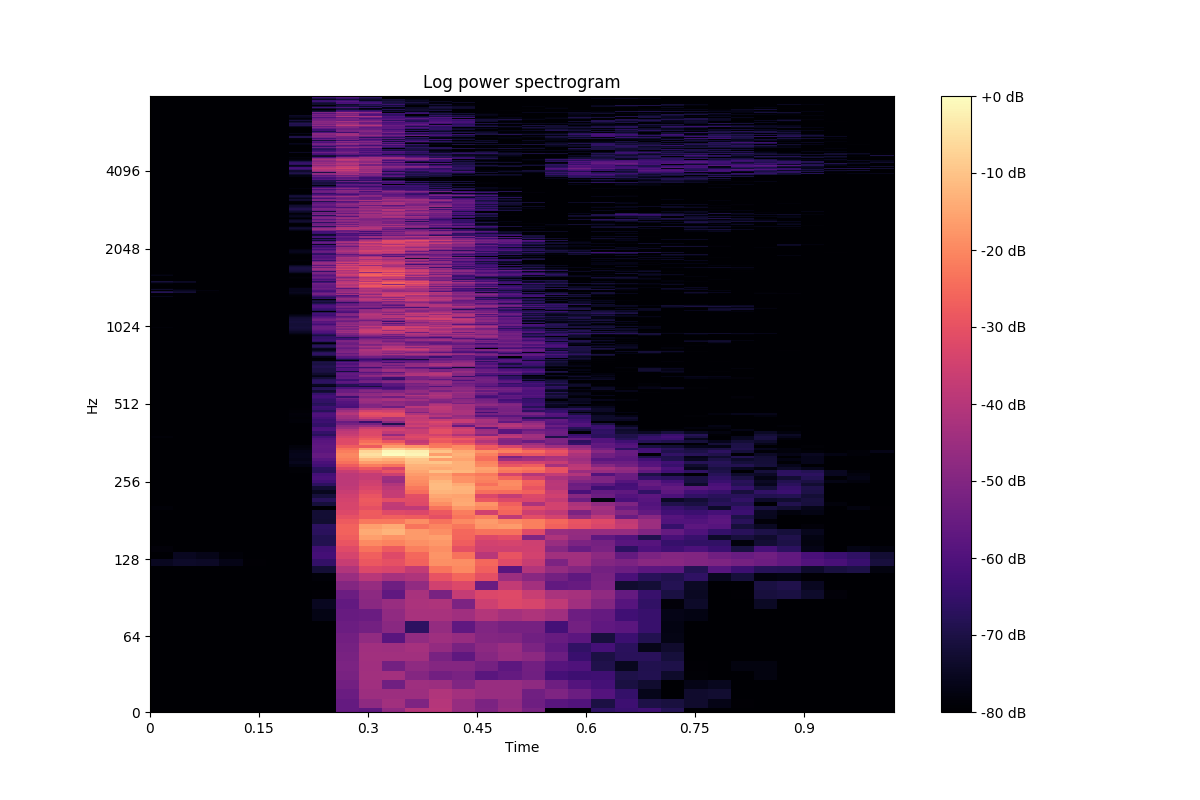 Log power spectrogram
Hz
4096
2048
1024
512
256
128
64
0
0 0.15 0.3 0.45 0.6 0.75 0.9
Time
+0 dB
-10 dB
-20 dB
-30 dB
-40 dB
-50 dB
-60 dB
-70 dB
-80 dB